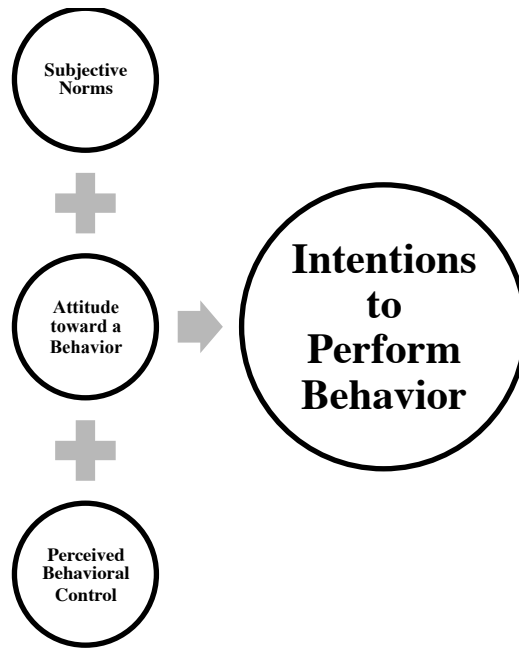 Subjective
Norms
Attitude
toward a
Behavior
Intentions
to
Perform
Behavior
Perceived
Behavioral
Control